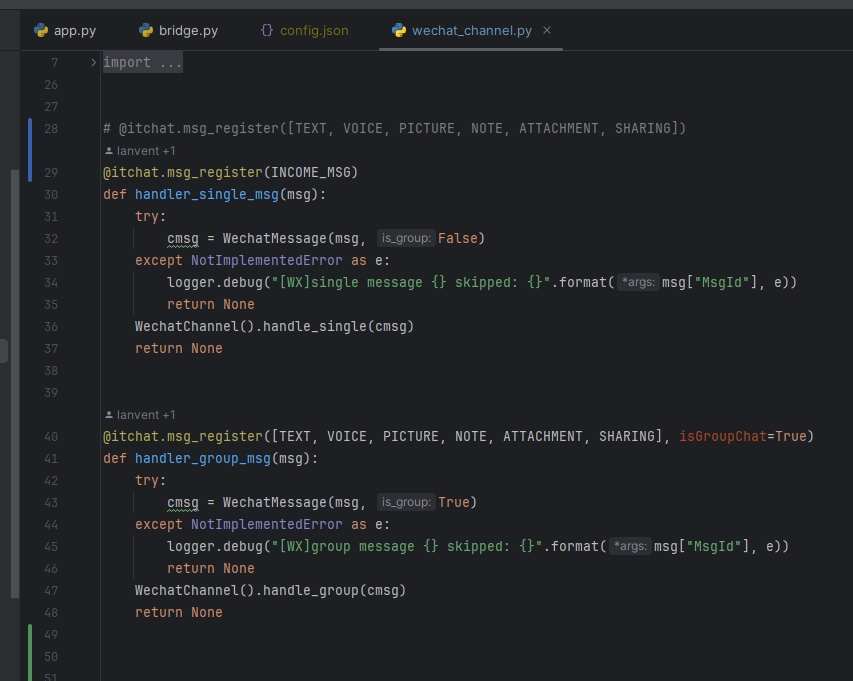 app.py bridge.py config.json wechat_channel.py
7 import ...
26
27
28 # @itchat.msg_register([TEXT, VOICE, PICTURE, NOTE, ATTACHMENT, SHARING])
lanvent +1
29 @itchat.msg_register(INCOME_MSG)
30 def handler_single_msg(msg):
31 try:
32 cmsg = WechatMessage(msg, is_group: False)
33 except NotImplementedError as e:
34 logger.debug("[WX]single message {} skipped: {}".format( *args: msg["MsgId"], e))
35 return None
36 WechatChannel().handle_single(cmsg)
37 return None
38
39
lanvent +1
40 @itchat.msg_register([TEXT, VOICE, PICTURE, NOTE, ATTACHMENT, SHARING], isGroupChat=True)
41 def handler_group_msg(msg):
42 try:
43 cmsg = WechatMessage(msg, is_group: True)
44 except NotImplementedError as e:
45 logger.debug("[WX]group message {} skipped: {}".format( *args: msg["MsgId"], e))
46 return None
47 WechatChannel().handle_group(cmsg)
48 return None
49
50
51